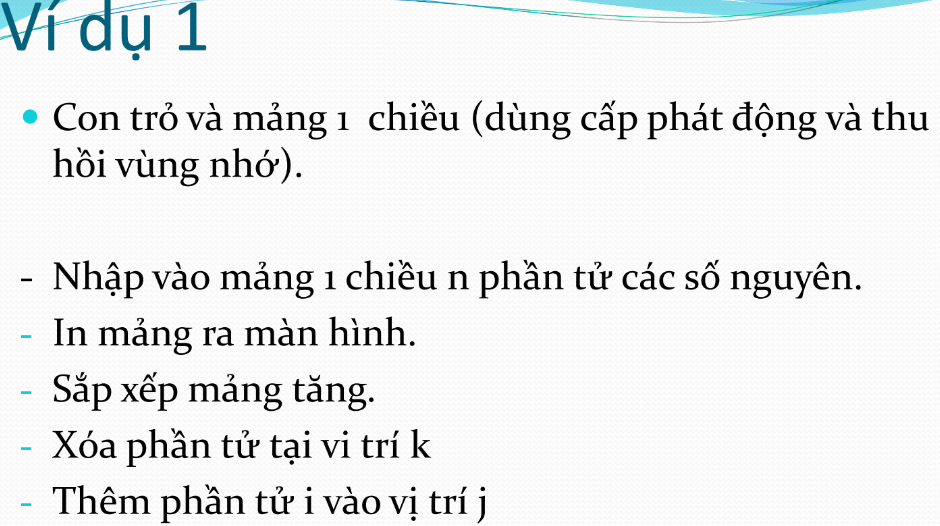 Ví dụ 1
• Con trỏ và mảng 1 chiều (dùng cấp phát động và thu
hồi vùng nhớ).
- Nhập vào mảng 1 chiều n phần tử các số nguyên.
- In mảng ra màn hình.
- Sắp xếp mảng tăng.
- Xóa phần tử tại vi trí k
- Thêm phần tử i vào vị trí j